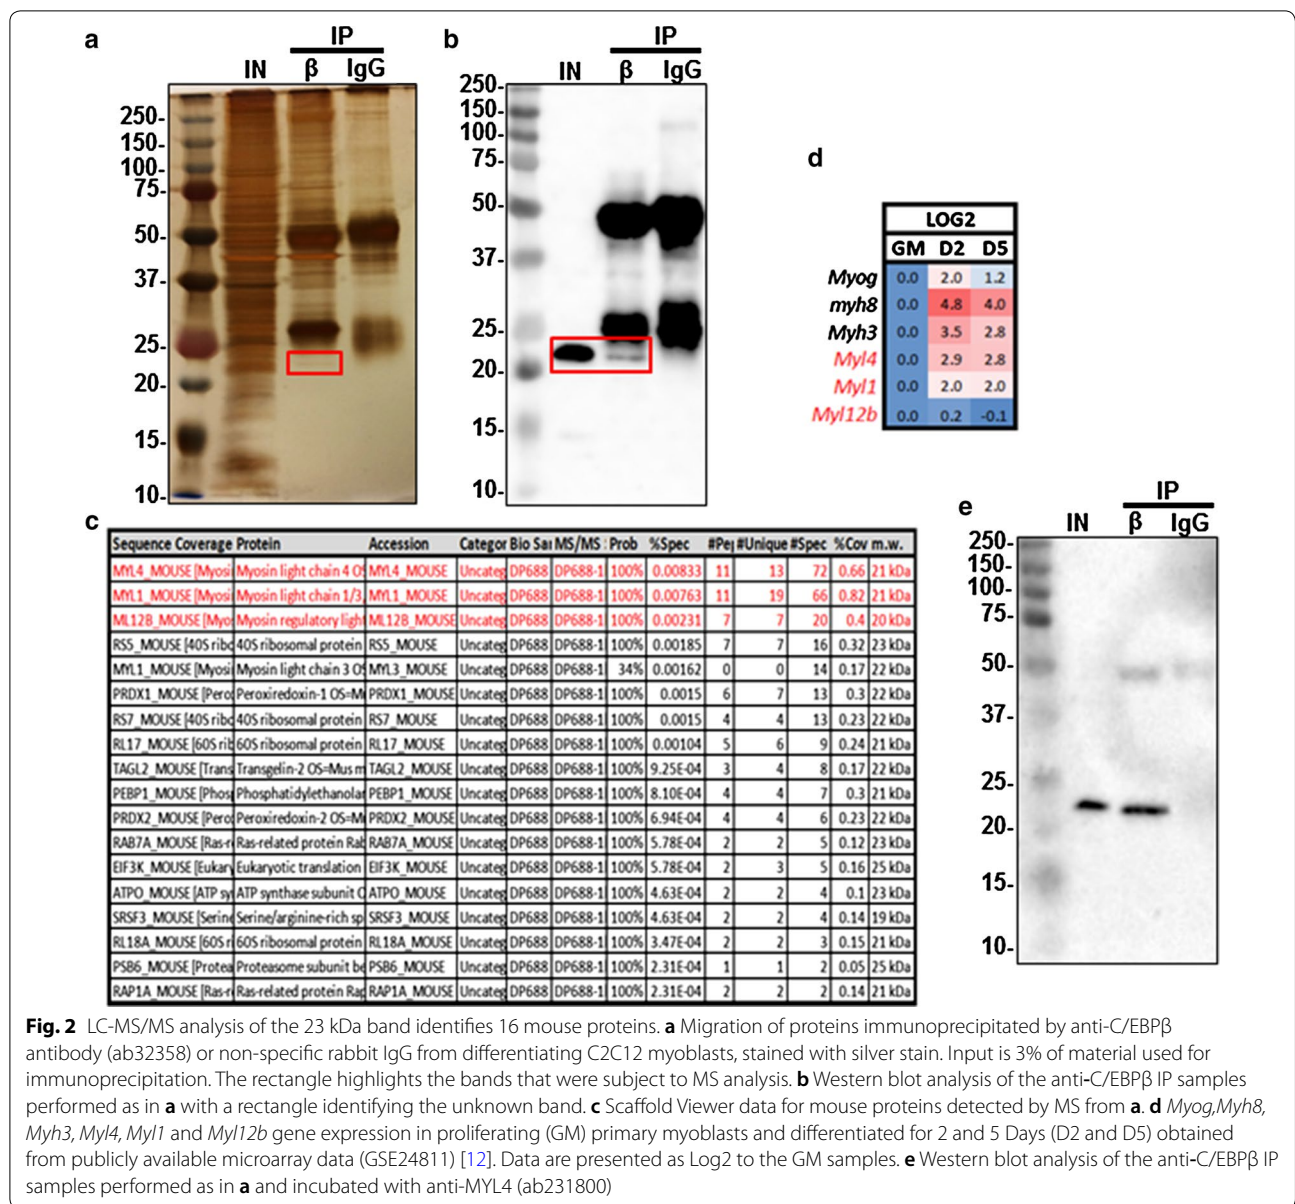 a
IP
IN β IgG
250-
150-
100-
75-
50-
37-
25-
20-
15-
10-
b
IP
IN β IgG
250-
150-
100-
75-
50-
37-
25-
20-
15-
10-
d
LOG2
GM D2 D5
Myog 0.0 2.0 1.2
myh8 0.0 4.8 4.0
Myh3 0.0 3.5 2.8
Myl4 0.0 2.9 2.8
Myl1 0.0 2.0 2.0
Myl12b 0.0 0.2 -0.1
c
Sequence Coverage Protein Accession Categor Bio Sa MS/MS Prob %Spec #Pe #Unique #Spec %Cov m.w.
MYL4_MOUSE [Myosi Myosin light chain 4 O MYL4_MOUSE Uncateg DP688 DP688-1 100% 0.00833 11 13 72 0.66 21 kDa
MYL1_MOUSE [Myosi Myosin light chain 1/3, MYL1_MOUSE Uncateg DP688 DP688-1 100% 0.00763 11 19 66 0.82 21 kDa
ML12B_MOUSE [Myo Myosin regulatory ligh ML12B_MOUSE Uncateg DP688 DP688-1 100% 0.00231 7 7 20 0.4 20 kDa
RS5_MOUSE [40S ribo 40S ribosomal protein RS5_MOUSE Uncateg DP688 DP688-1 100% 0.00185 7 7 16 0.32 23 kDa
MYL1_MOUSE [Myosi Myosin light chain 3 O MYL3_MOUSE Uncateg DP688 DP688-1 34% 0.00162 0 0 14 0.17 22 kDa
PRDX1_MOUSE [Pero Peroxiredoxin-1 OS=M PRDX1_MOUSE Uncateg DP688 DP688-1 100% 0.0015 6 7 13 0.3 22 kDa
RS7_MOUSE [40S ribo 40S ribosomal protein RS7_MOUSE Uncateg DP688 DP688-1 100% 0.0015 4 4 13 0.23 22 kDa
RL17_MOUSE [60S rib 60S ribosomal protein RL17_MOUSE Uncateg DP688 DP688-1 100% 0.00104 5 6 9 0.24 21 kDa
TAGL2_MOUSE [Trans Transgelin-2 OS=Mus m TAGL2_MOUSE Uncateg DP688 DP688-1 100% 9.25E-04 3 4 8 0.17 22 kDa
PEBP1_MOUSE [Phos Phosphatidylethanola PEBP1_MOUSE Uncateg DP688 DP688-1 100% 8.10E-04 4 4 7 0.3 21 kDa
PRDX2_MOUSE [Pero Peroxiredoxin-2 OS=M PRDX2_MOUSE Uncateg DP688 DP688-1 100% 6.94E-04 4 4 6 0.23 22 kDa
RAB7A_MOUSE [Ras-r Ras-related protein Rab RAB7A_MOUSE Uncateg DP688 DP688-1 100% 5.78E-04 2 2 5 0.12 23 kDa
EIF3K_MOUSE [Eukar Eukaryotic translation EIF3K_MOUSE Uncateg DP688 DP688-1 100% 5.78E-04 2 3 5 0.16 25 kDa
ATPO_MOUSE [ATP sy ATP synthase subunit O ATPO_MOUSE Uncateg DP688 DP688-1 100% 4.63E-04 2 2 4 0.1 23 kDa
SRSF3_MOUSE [Serine Serine/arginine-rich sp SRSF3_MOUSE Uncateg DP688 DP688-1 100% 4.63E-04 2 2 4 0.14 19 kDa
RL18A_MOUSE [60S r 60S ribosomal protein RL18A_MOUSE Uncateg DP688 DP688-1 100% 3.47E-04 2 2 3 0.15 21 kDa
PSB6_MOUSE [Protea Proteasome subunit be PSB6_MOUSE Uncateg DP688 DP688-1 100% 2.31E-04 1 1 2 0.05 25 kDa
RAP1A_MOUSE [Ras-r Ras-related protein Rap RAP1A_MOUSE Uncateg DP688 DP688-1 100% 2.31E-04 2 2 2 0.14 21 kDa
e
IP
IN β IgG
250-
150-
100-
75-
50-
37-
25-
20-
15-
10-
Fig. 2 LC-MS/MS analysis of the 23 kDa band identifies 16 mouse proteins. a Migration of proteins immunoprecipitated by anti-C/EBPβ
antibody (ab32358) or non-specific rabbit IgG from differentiating C2C12 myoblasts, stained with silver stain. Input is 3% of material used for
immunoprecipitation. The rectangle highlights the bands that were subject to MS analysis. b Western blot analysis of the anti-C/EBPβ IP samples
performed as in a with a rectangle identifying the unknown band. c Scaffold Viewer data for mouse proteins detected by MS from a. d Myog,Myh8,
Myh3, Myl4, Myl1 and Myl12b gene expression in proliferating (GM) primary myoblasts and differentiated for 2 and 5 Days (D2 and D5) obtained
from publicly available microarray data (GSE24811) [12]. Data are presented as Log2 to the GM samples. e Western blot analysis of the anti-C/EBPβ IP
samples performed as in a and incubated with anti-MYL4 (ab231800)